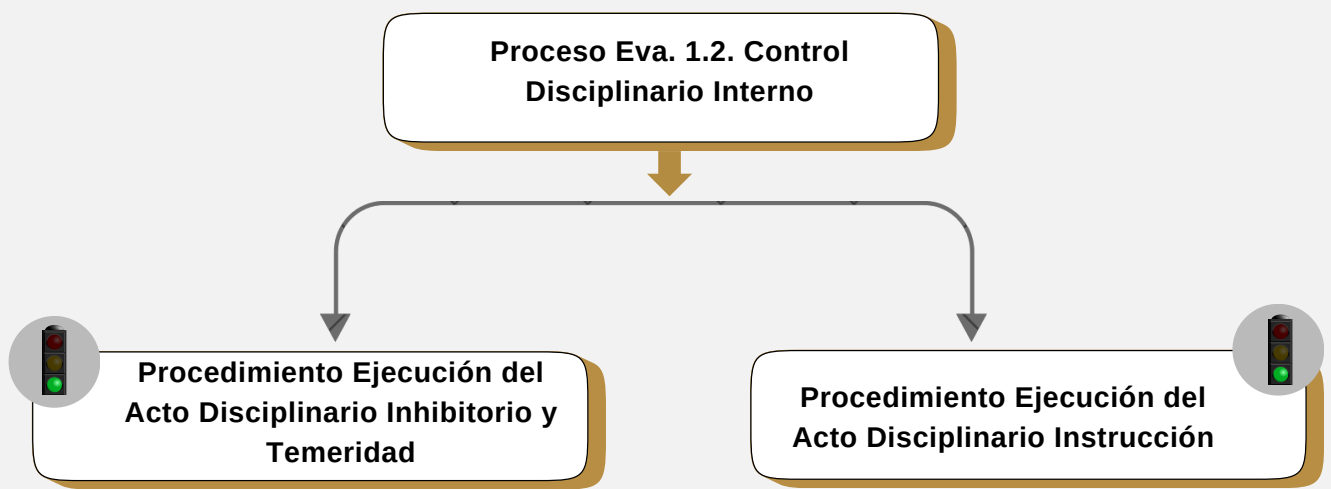 Proceso Eva. 1.2. Control
Disciplinario Interno
Procedimiento Ejecución del
Acto Disciplinario Inhibitorio y
Temeridad
Procedimiento Ejecución del
Acto Disciplinario Instrucción